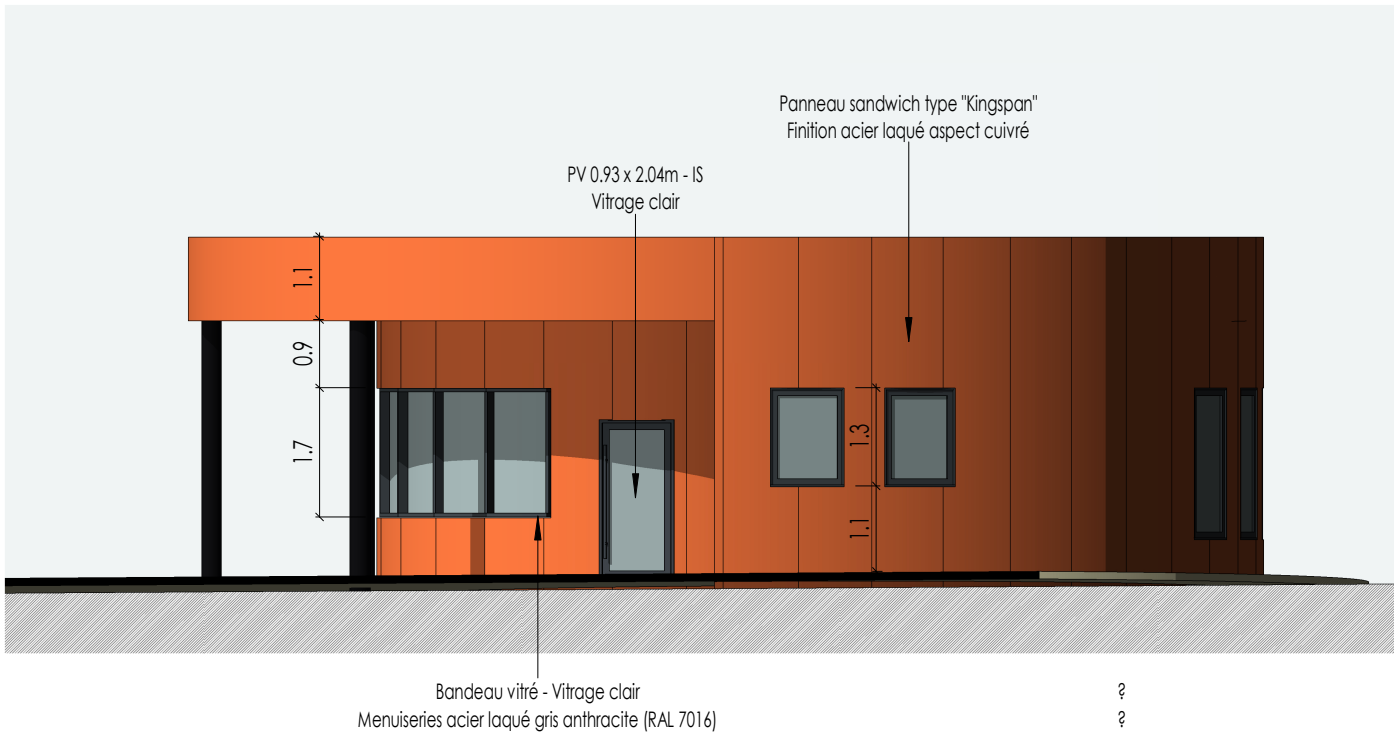 Panneau sandwich type "Kingspan"
Finition acier laqué aspect cuivré
PV 0.93 x 2.04m - IS
Vitrage clair
1.1
0.9
1.7
1.3
1.1
Bandeau vitré - Vitrage clair
Menuiseries acier laqué gris anthracite (RAL 7016)
?
?